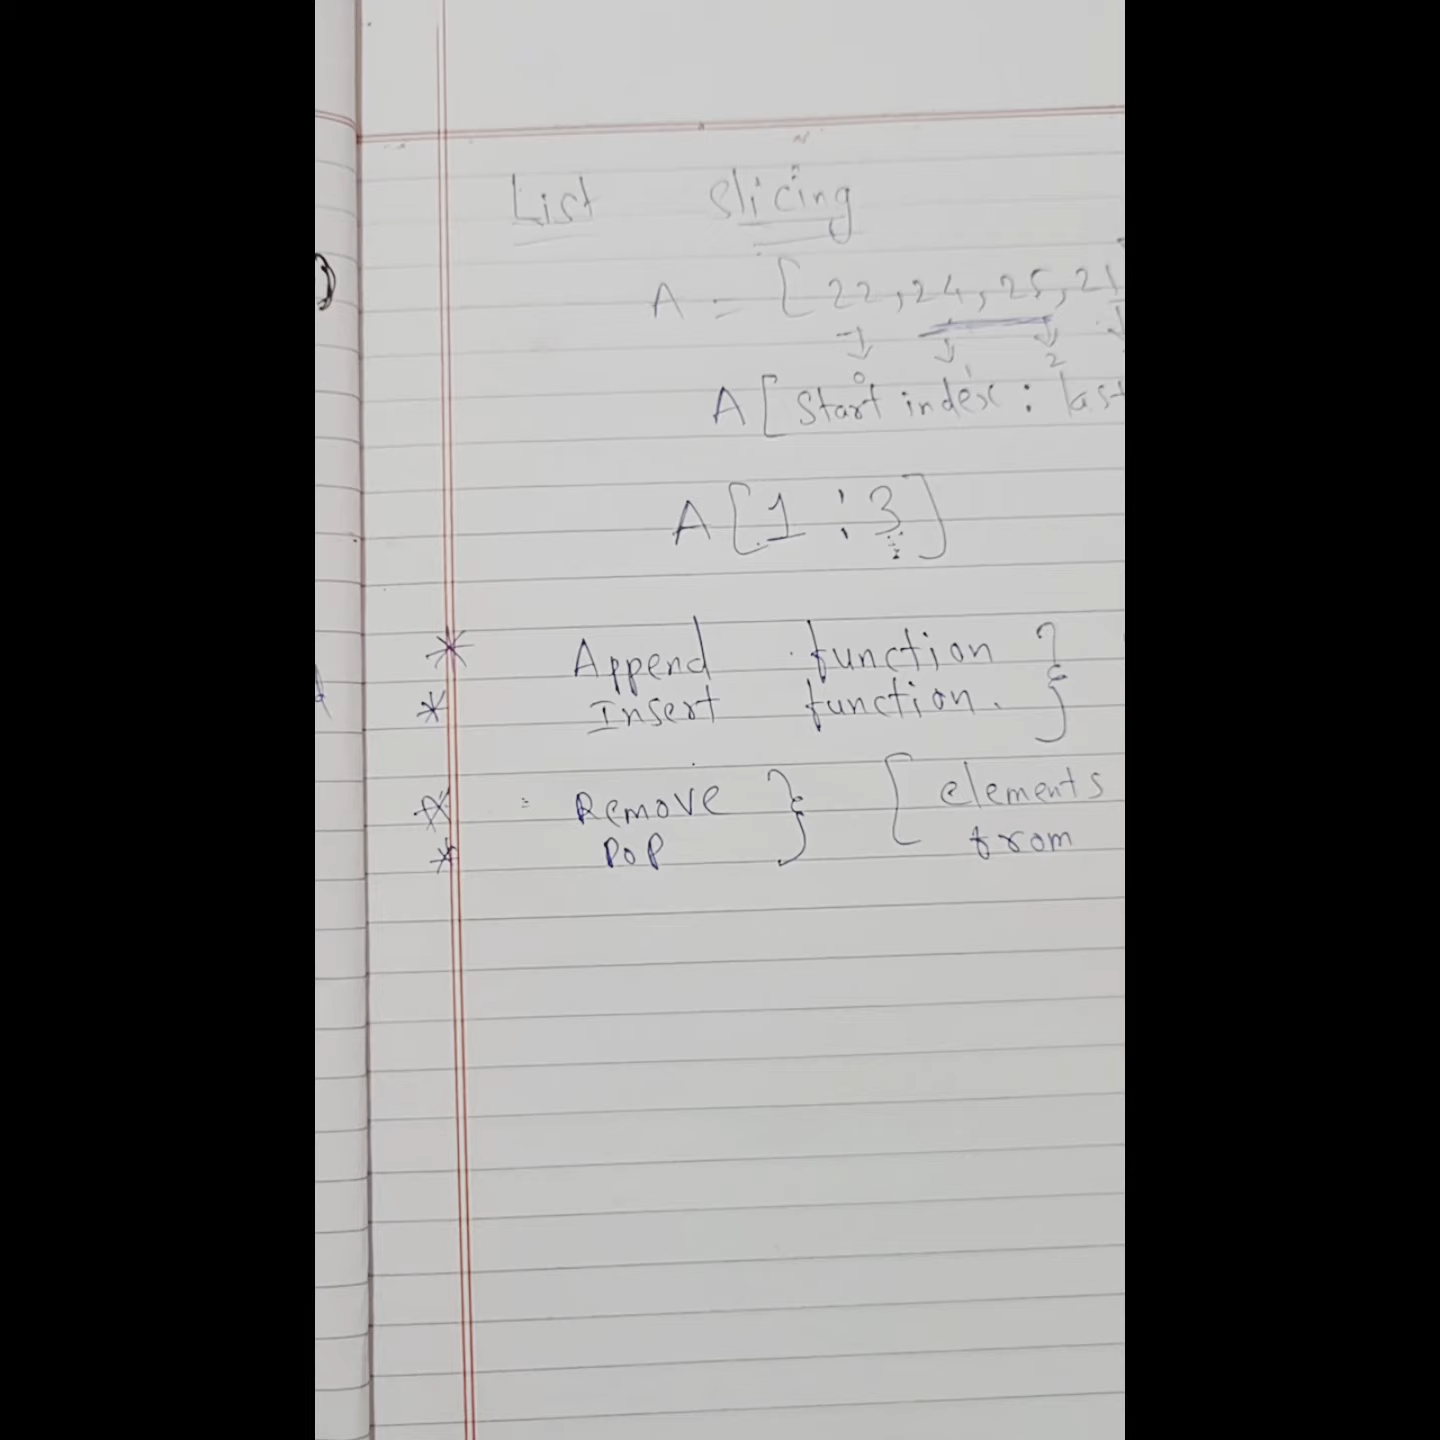 List Slicing
A = [ 22, 24, 25, 21
0 1 2
A [ Start index : last
A [ 1 : 3 ]
* Append function }
* Insert function. }
* Remove } [ elements
* POP from